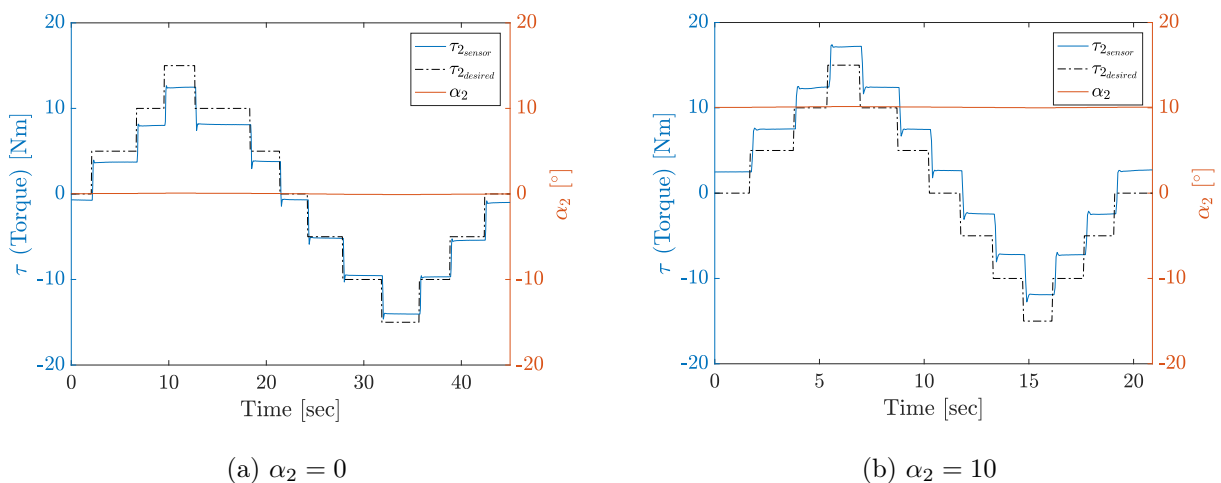 τ2sensor
τ2desired
α2
20
10
0
-10
-20
τ (Torque) [Nm]
20
10
0
-10
-20
α2 [°]
0
10
20
30
40
Time [sec]
(a) α2 = 0
τ2sensor
τ2desired
α2
20
10
0
-10
-20
τ (Torque) [Nm]
20
10
0
-10
-20
α2 [°]
0
5
10
15
20
Time [sec]
(b) α2 = 10